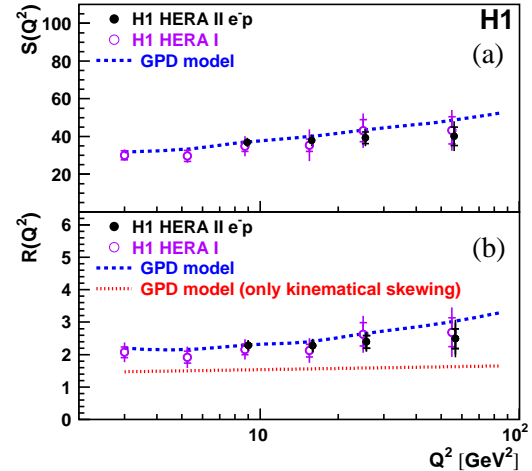 H1
S(Q²)
H1 HERA II e⁻p
H1 HERA I
GPD model
(a)
100
80
60
40
20
R(Q²)
H1 HERA II e⁻p
H1 HERA I
GPD model
GPD model (only kinematical skewing)
(b)
6
5
4
3
2
1
0
10
10²
Q² [GeV²]